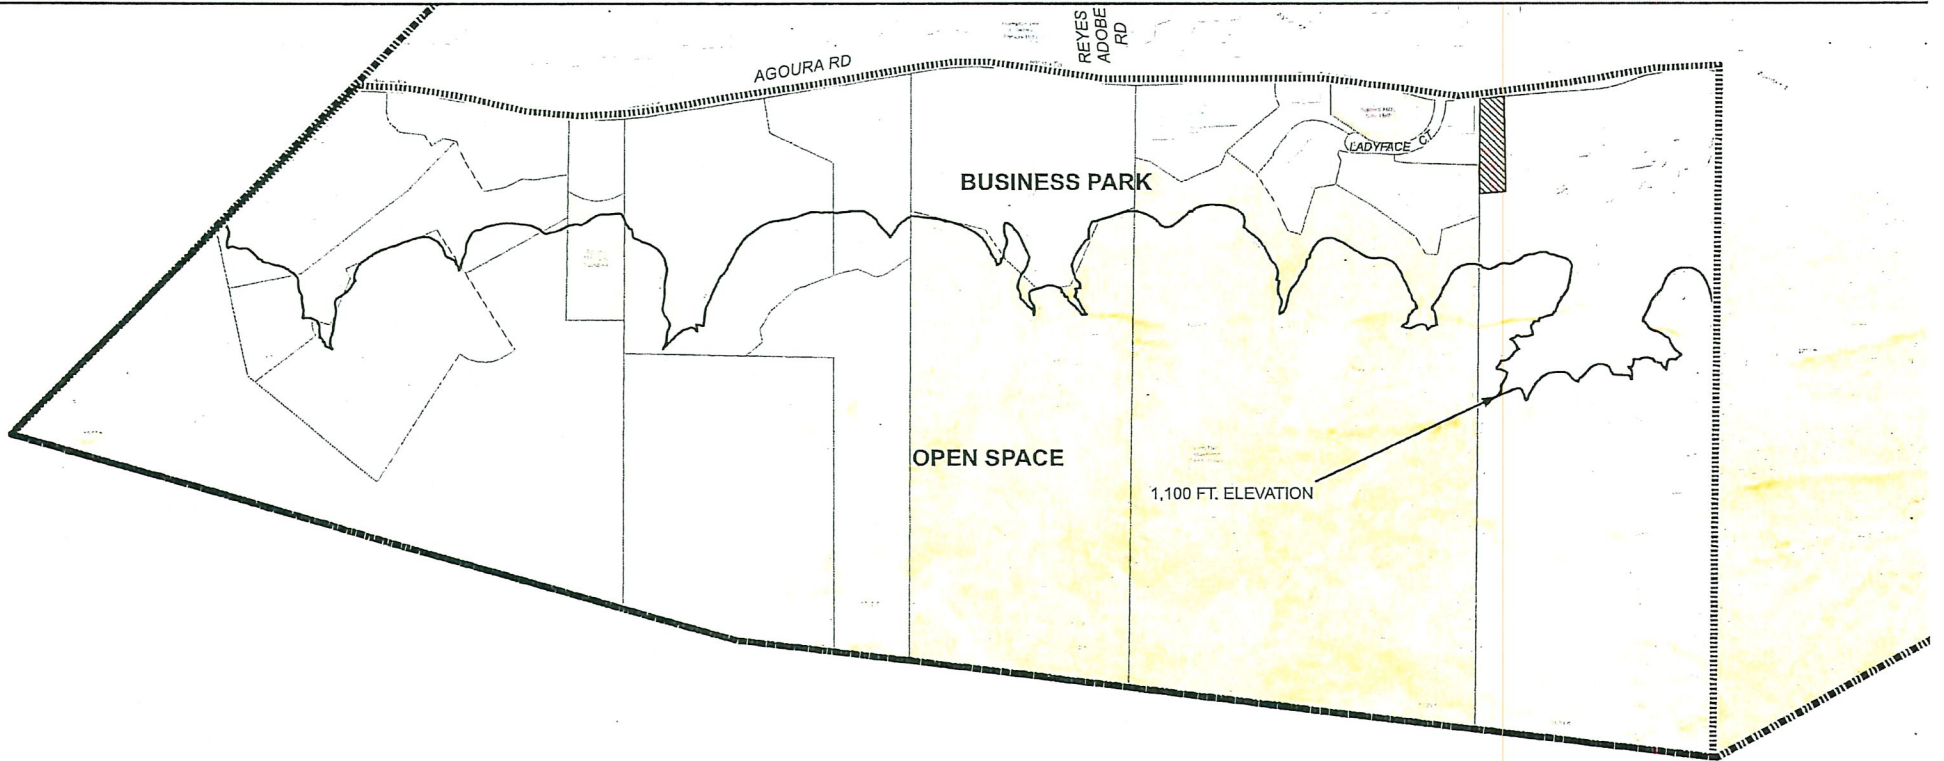 REYES
ADOBE
RD
AGOURA RD
LADYFACE CT.
BUSINESS PARK
OPEN SPACE
1,100 FT. ELEVATION